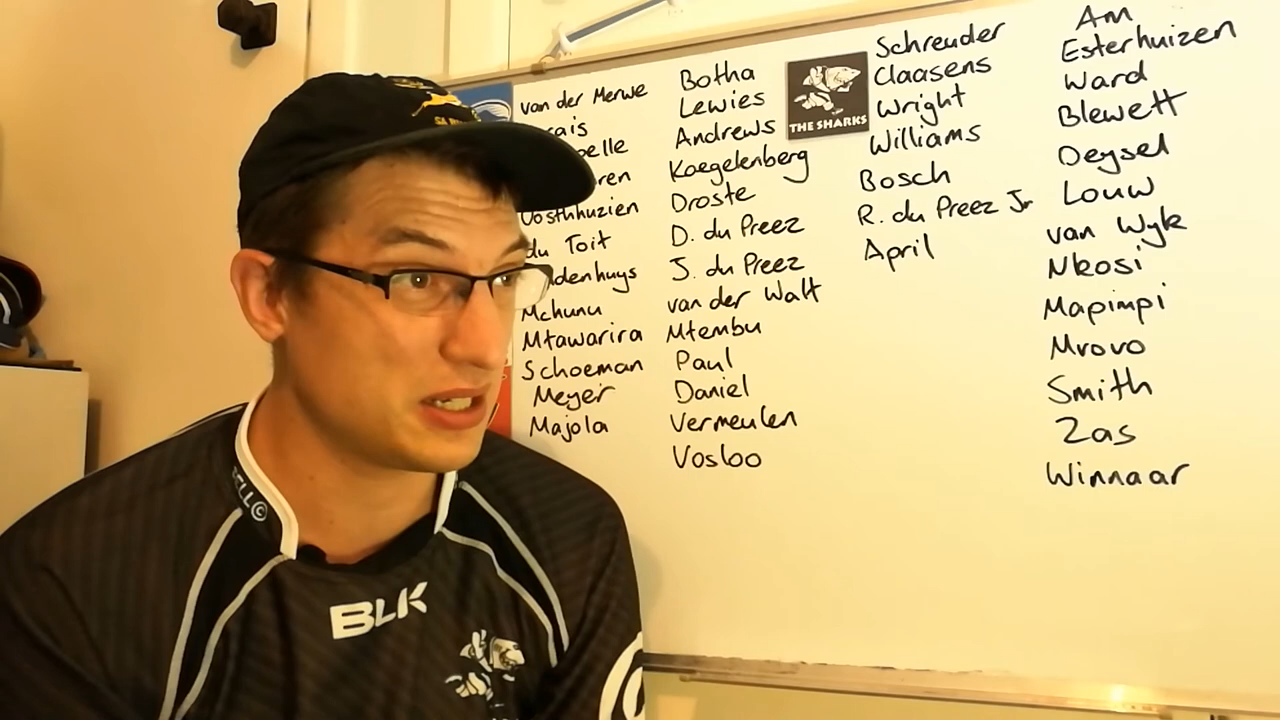 van der Merwe
Oosthhuzien
du Toit
Mchunu
Mtawarira
Schoeman
Meyer
Majola
Botha
Lewies
Andrews
Koegelenberg
Droste
D. du Preez
J. du Preez
van der Walt
Mtembu
Paul
Daniel
Vermeulen
Vosloo
THE SHARKS
Schreuder
Claasens
Wright
Williams
Bosch
R. du Preez Jr
April
Am
Esterhuizen
Ward
Blewett
Deysel
Louw
van Wyk
Nkosi
Mapimpi
Mvovo
Smith
Zas
Winnaar
BLK